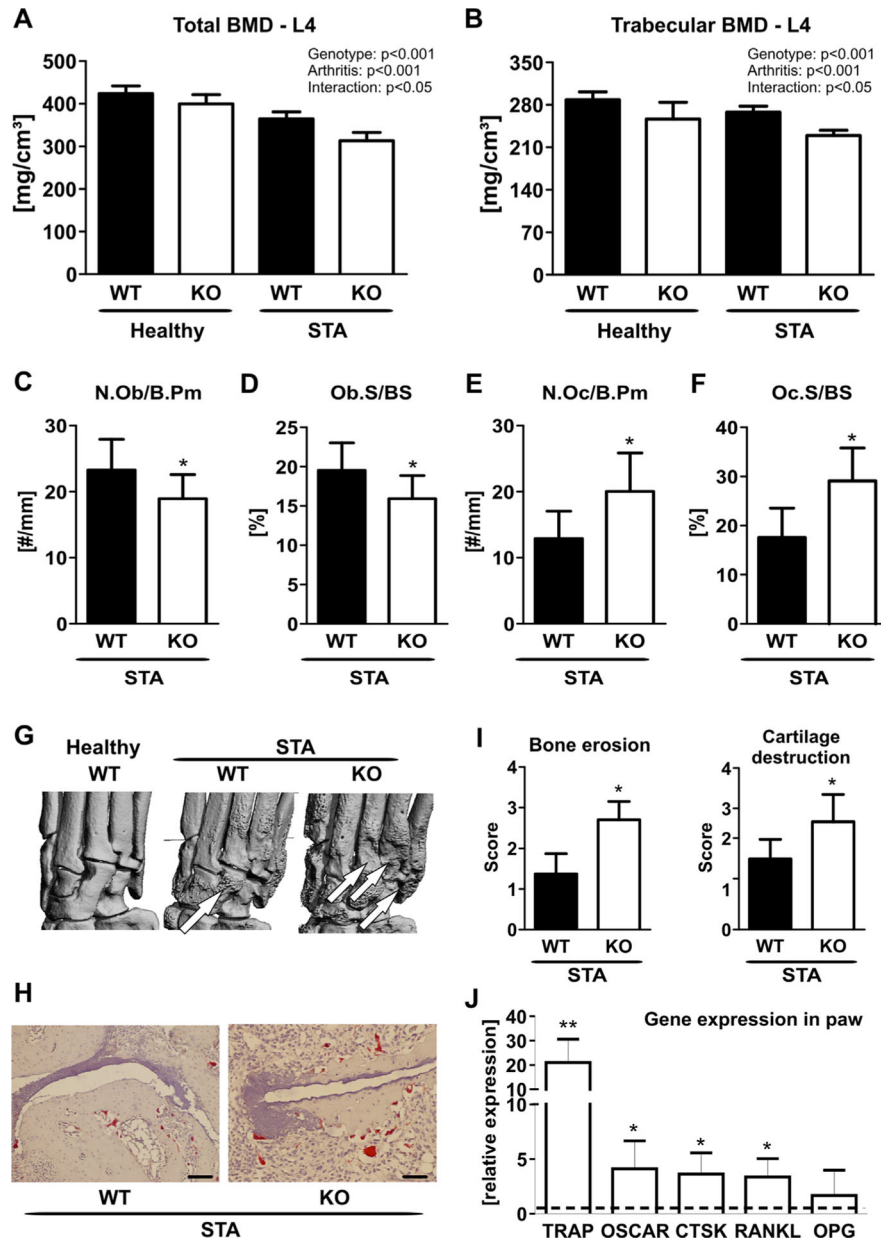 A
Total BMD - L4
Genotype: p<0.001
Arthritis: p<0.001
Interaction: p<0.05
[mg/cm³]
500
400
300
200
100
0
WT KO WT KO
Healthy STA
B
Trabecular BMD - L4
Genotype: p<0.001
Arthritis: p<0.001
Interaction: p<0.05
[mg/cm³]
350
280
210
140
70
0
WT KO WT KO
Healthy STA
C
N.Ob/B.Pm
[#/mm]
30
20
10
0
*
WT KO
STA
D
Ob.S/BS
[%]
25
20
15
10
5
0
*
WT KO
STA
E
N.Oc/B.Pm
[#/mm]
30
20
10
0
*
WT KO
STA
F
Oc.S/BS
[%]
40
30
20
10
0
*
WT KO
STA
G
Healthy STA
WT WT KO
H
WT KO
STA
I
Bone erosion
Score
4
3
2
1
0
*
WT KO
STA
Cartilage
destruction
Score
4
3
2
1
0
*
WT KO
STA
J
Gene expression in paw
[relative expression]
40
30
20
10
5
0
** * * *
TRAP OSCAR CTSK RANKL OPG